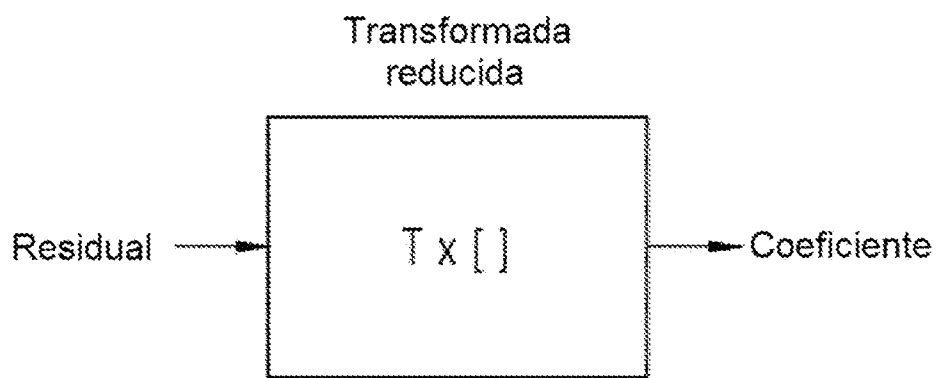 Transformada
reducida
Residual
T x [ ]
Coeficiente